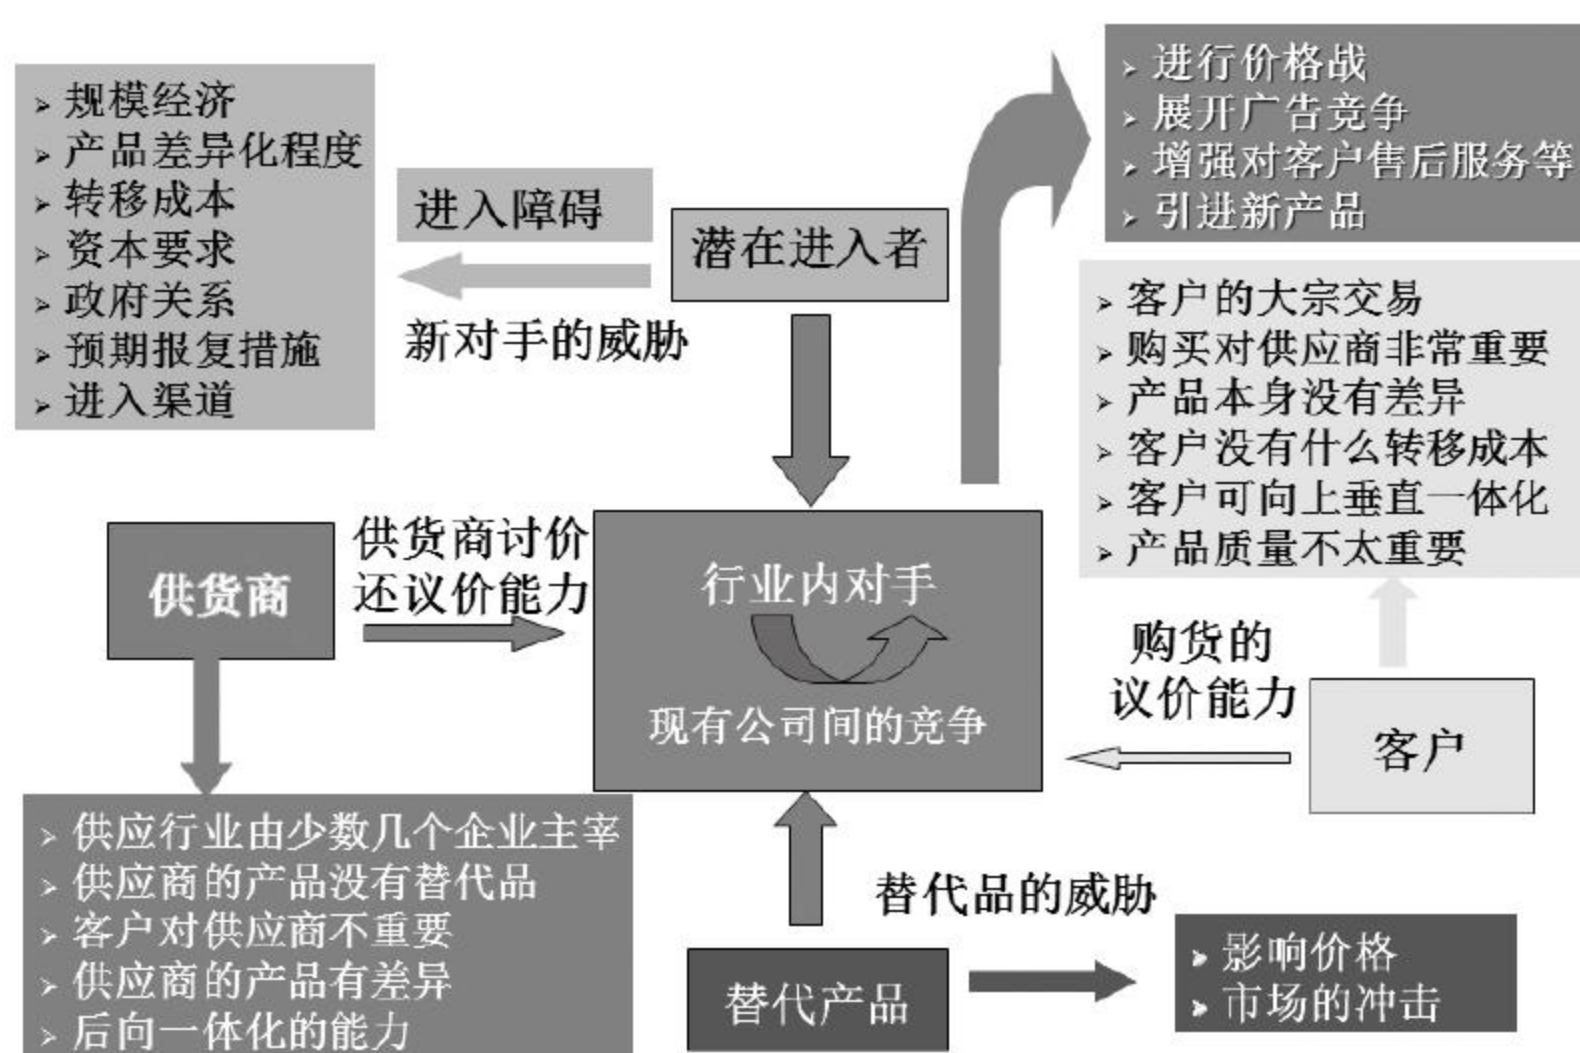 规模经济
产品差异化程度
转移成本
资本要求
政府关系
预期报复措施
进入渠道
进入障碍
新对手的威胁
潜在进入者
进行价格战
展开广告竞争
增强对客户售后服务等
引进新产品
客户的大宗交易
购买对供应商非常重要
产品本身没有差异
客户没有什么转移成本
客户可向上垂直一体化
产品质量不太重要
供货商
供货商讨价
还议价能力
行业内对手
现有公司间的竞争
购货的
议价能力
客户
供应行业由少数几个企业主宰
供应商的产品没有替代品
客户对供应商不重要
供应商的产品有差异
后向一体化的能力
替代品的威胁
替代产品
影响价格
市场的冲击